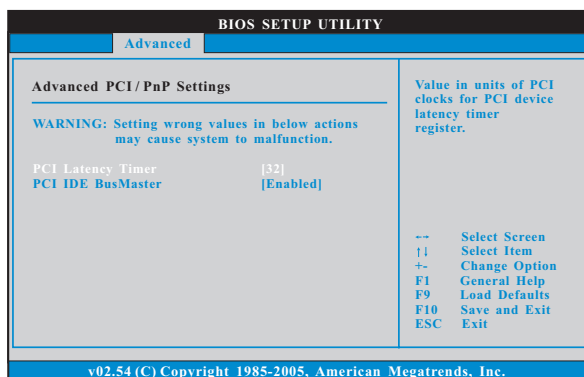 BIOS SETUP UTILITY
Advanced
Advanced PCI / PnP Settings
WARNING: Setting wrong values in below actions
may cause system to malfunction.
PCI Latency Timer [32]
PCI IDE BusMaster [Enabled]
Value in units of PCI
clocks for PCI device
latency timer
register.
←→ Select Screen
↑↓ Select Item
+- Change Option
F1 General Help
F9 Load Defaults
F10 Save and Exit
ESC Exit
v02.54 (C) Copyright 1985-2005, American Megatrends, Inc.